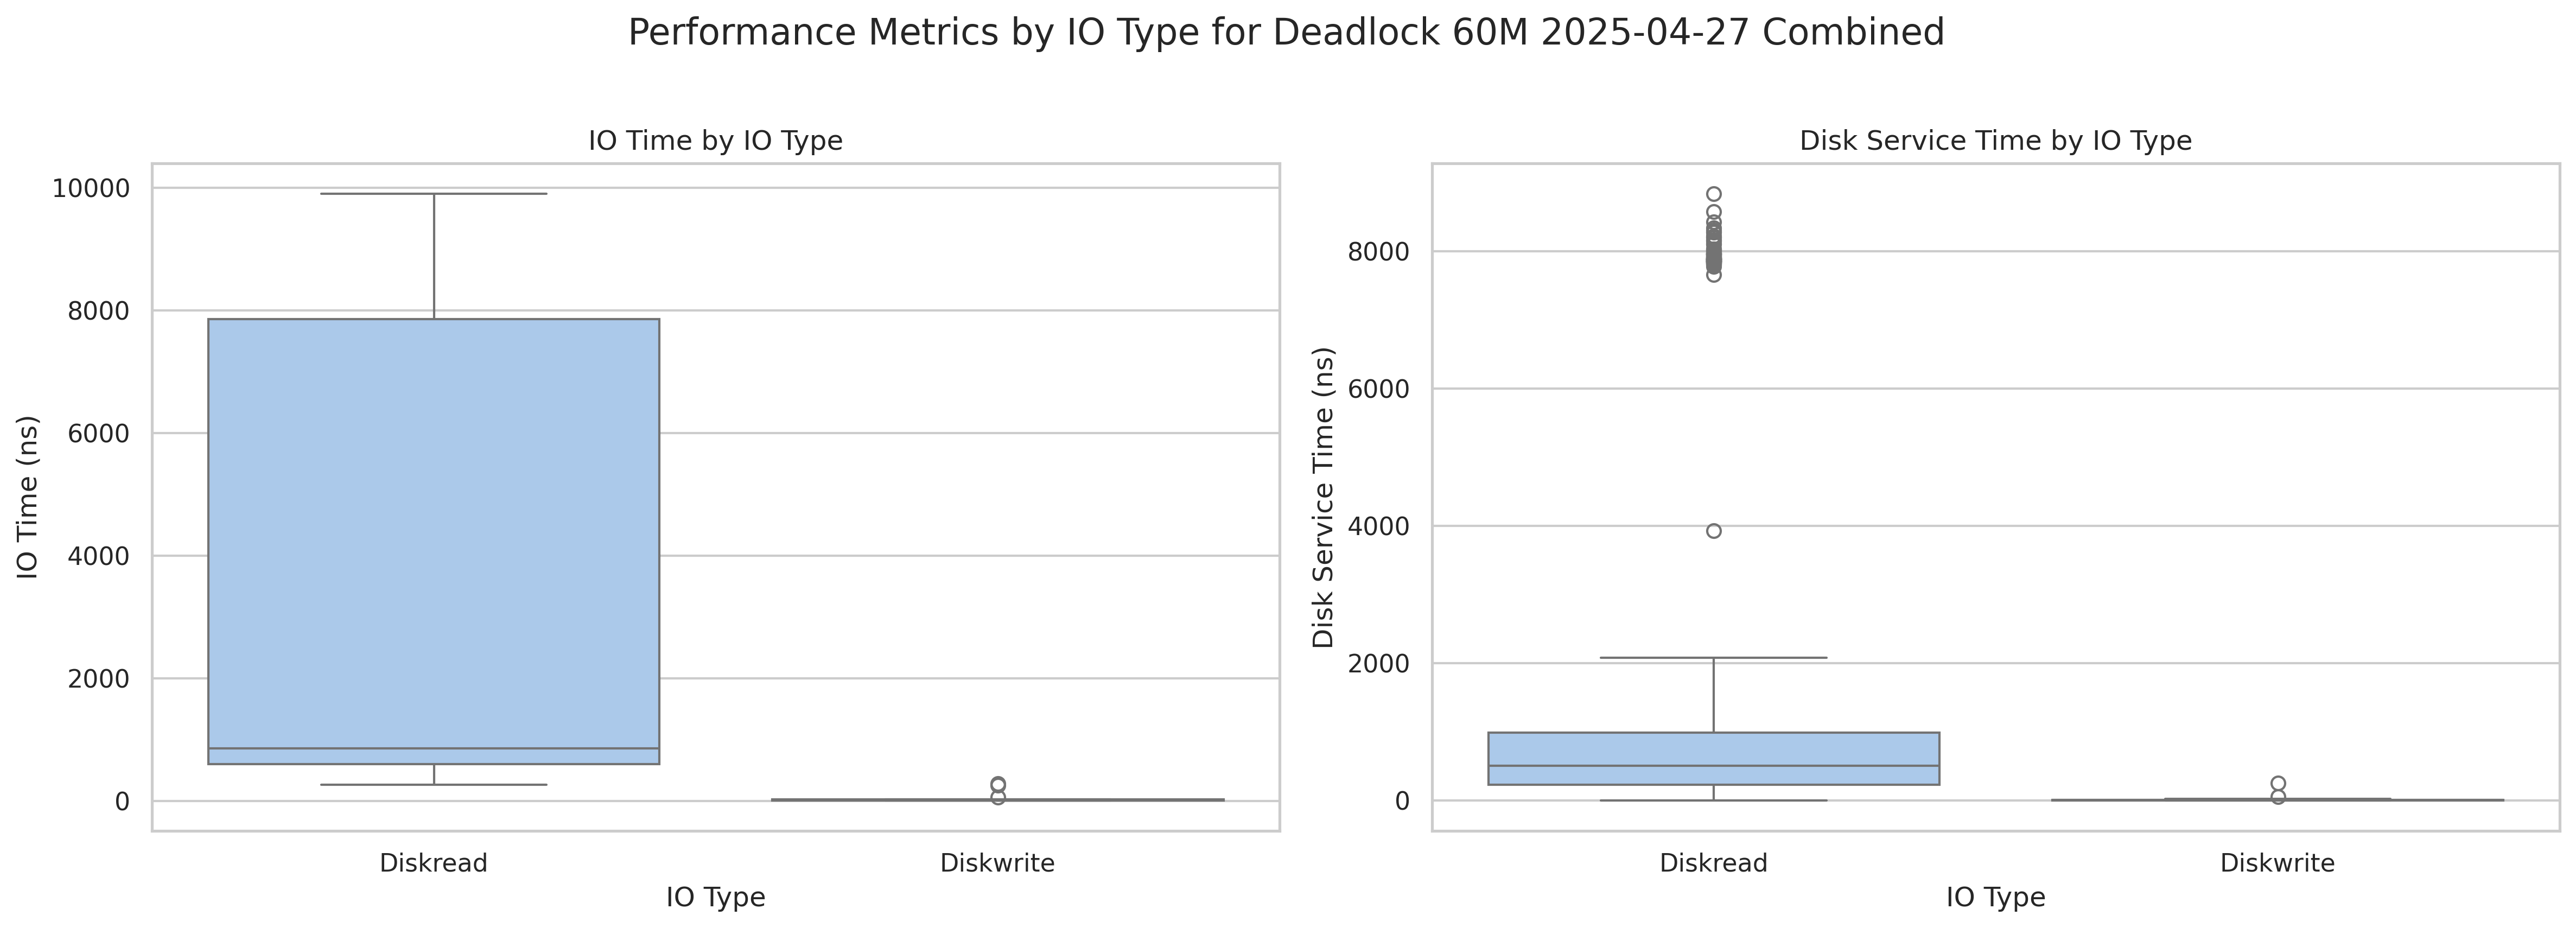 Performance Metrics by IO Type for Deadlock 60M 2025-04-27 Combined
IO Time by IO Type
10000
8000
6000
4000
2000
0
IO Time (ns)
Diskread
Diskwrite
IO Type
Disk Service Time by IO Type
8000
6000
4000
2000
0
Disk Service Time (ns)
Diskread
Diskwrite
IO Type